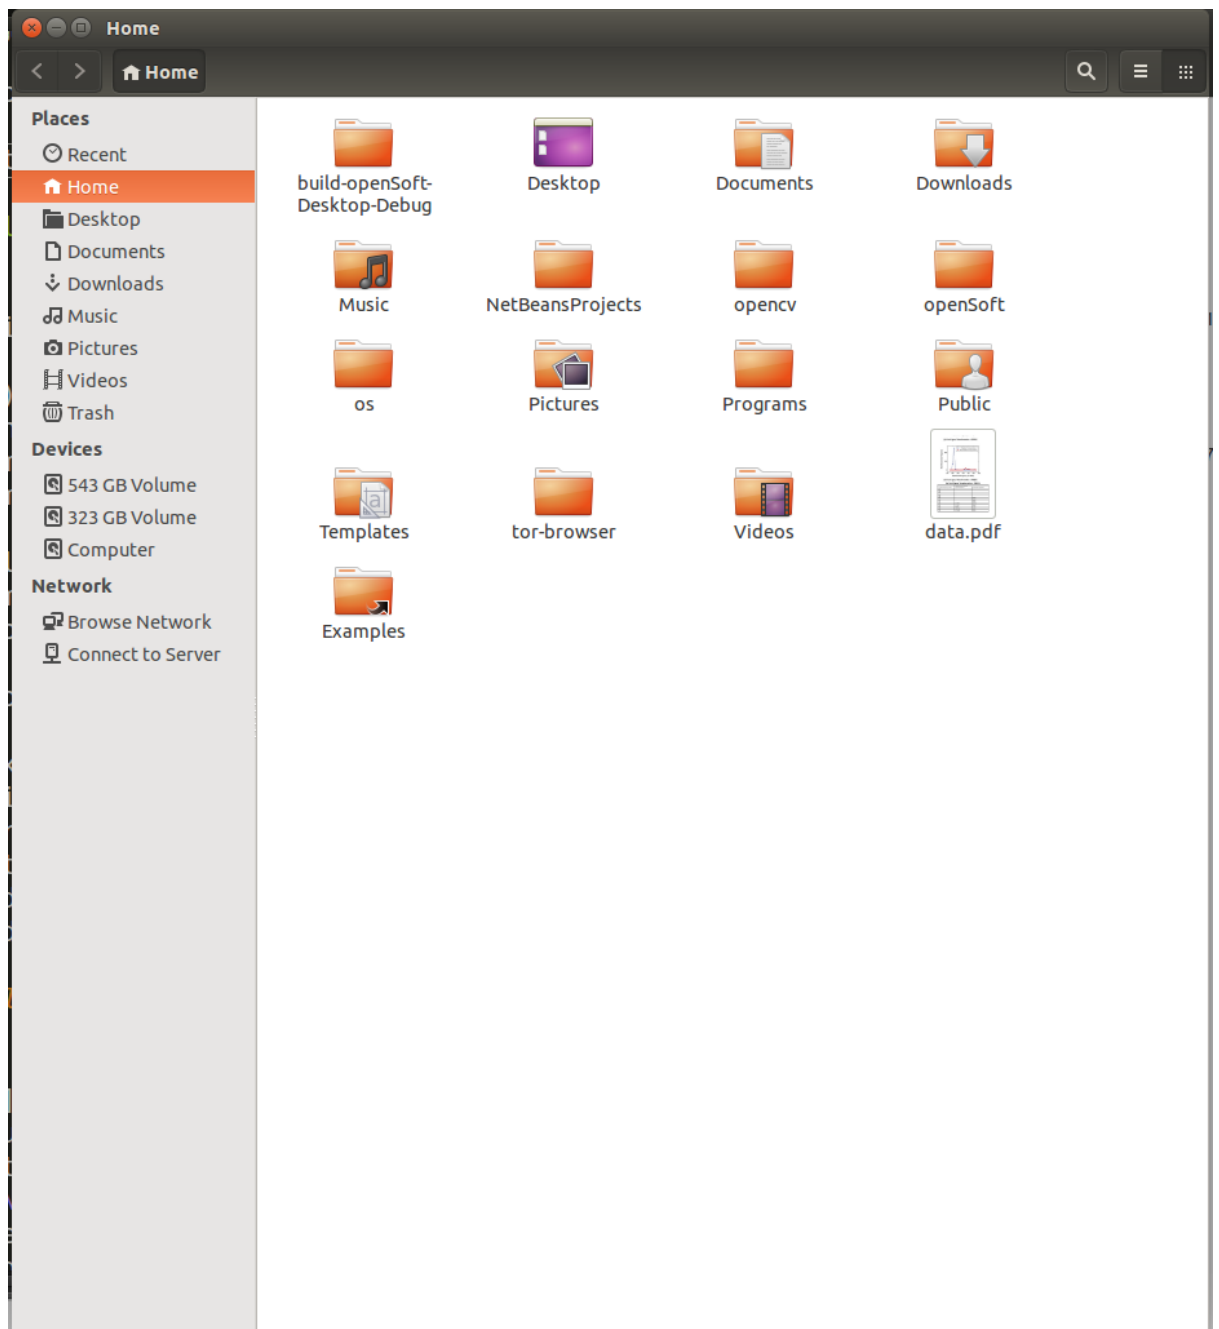 Home
Home
Places
Recent
Home
Desktop
Documents
Downloads
Music
Pictures
Videos
Trash
Devices
543 GB Volume
323 GB Volume
Computer
Network
Browse Network
Connect to Server
build-openSoft-
Desktop-Debug
Desktop
Documents
Downloads
Music
NetBeansProjects
opencv
openSoft
os
Pictures
Programs
Public
Templates
tor-browser
Videos
data.pdf
Examples